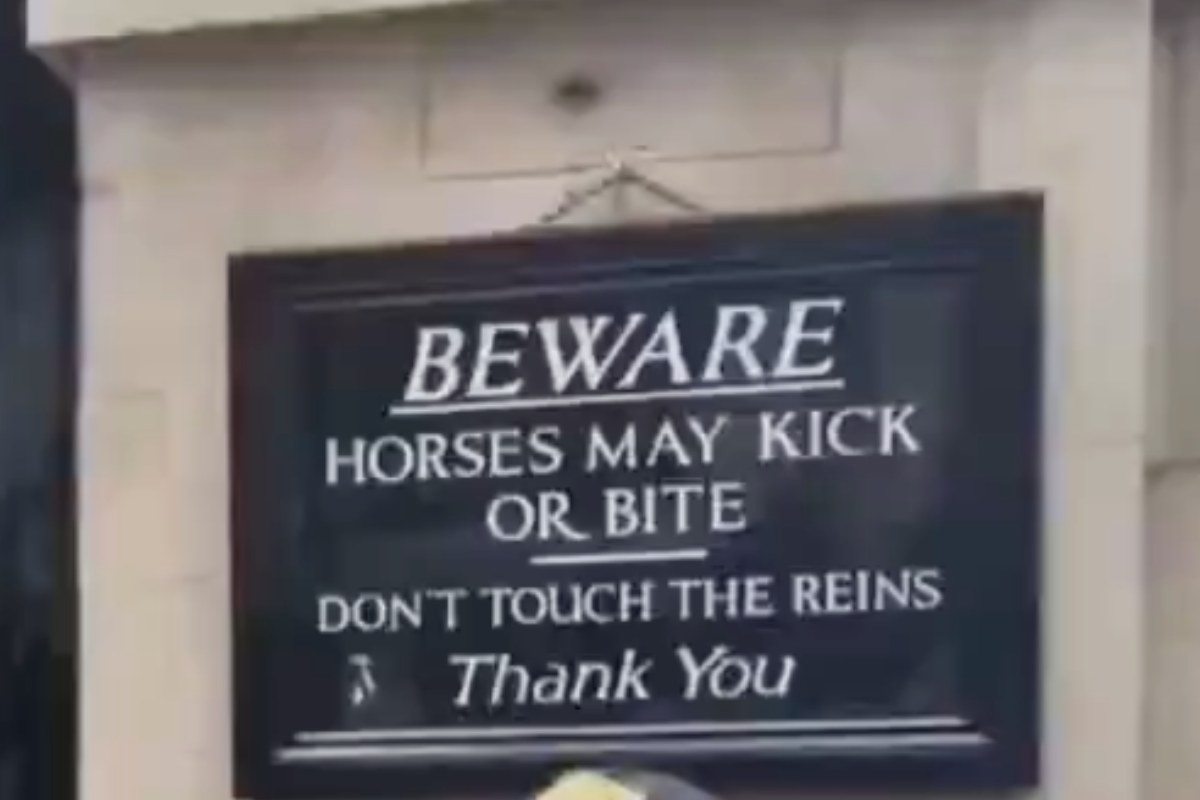 BEWARE
HORSES MAY KICK
OR BITE
DON'T TOUCH THE REINS
Thank You